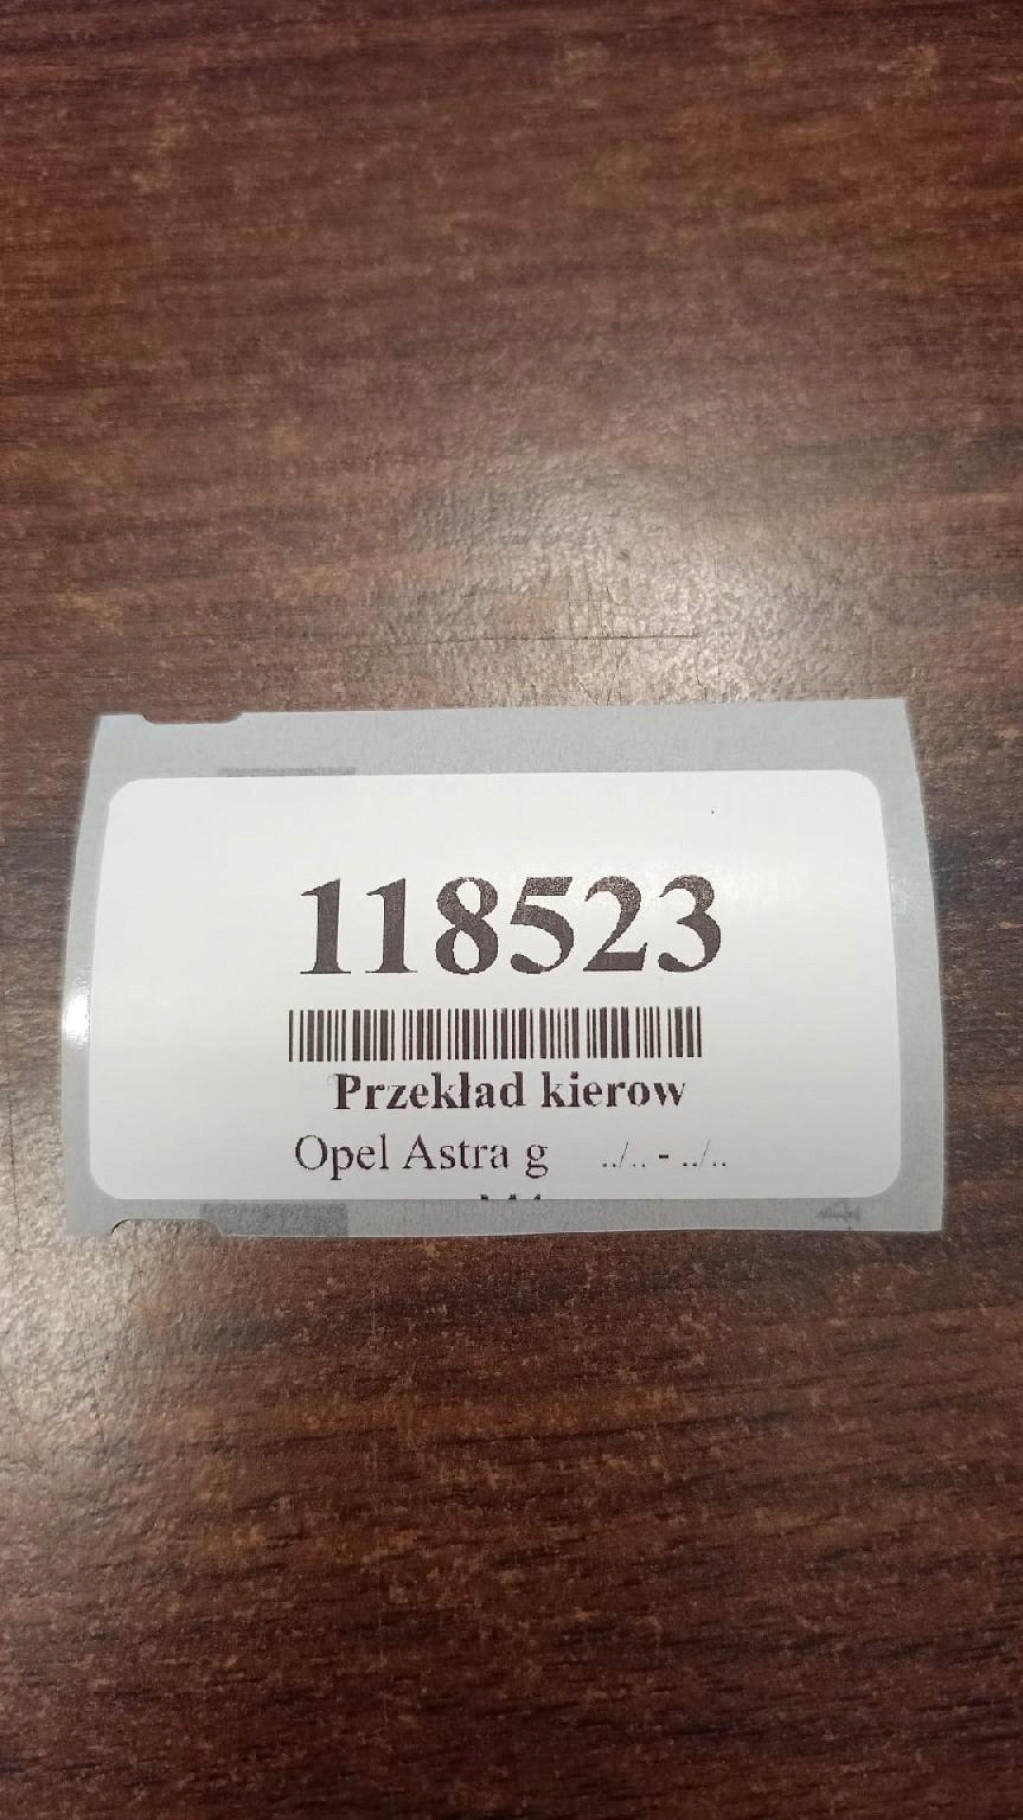 118523
Przekład kierow
Opel Astra g ../.. - ../..